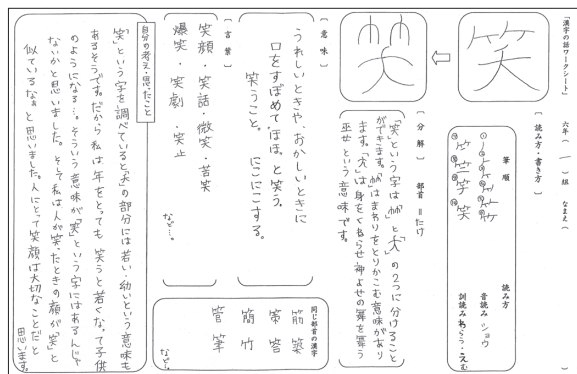 「漢字の話ワークシート」　六年（　）組　なまえ（　）
笑
〔読み方・書き方〕
筆順
読み方
音読み　ショウ
訓読み　わらう・えむ
〔分解〕　部首＝たけ
「笑」という字は「⺮」と「夭」の2つに分けること
ができます。「⺮」はまわりをとりかこむ意味があり
ます。「夭」は身をくねらせ神よせの舞を舞う
巫女という意味です。
〔意味〕
うれしいときや、おかしいときに
口をすぼめて「ほほ」と笑う。
笑うこと。　にこにこする。
〔言葉〕
笑顔・笑話・微笑・苦笑
爆笑・笑劇・笑止
など…。
同じ部首の漢字
筋　築
答
簡　竹
管　筆
など…
自分の考え・思ったこと
「笑」という字を調べていると「夭」の部分には若い・幼いという意味も
あるそうです。だから私は年をとっても笑うと若くなって子供
のようになる…。そういう意味が「笑」という字にはあるんじゃ
ないかと思いました。そして私は人が笑ったときの顔が「笑」と
似ているなぁと思いました。人にとって笑顔は大切なことだと
思います。